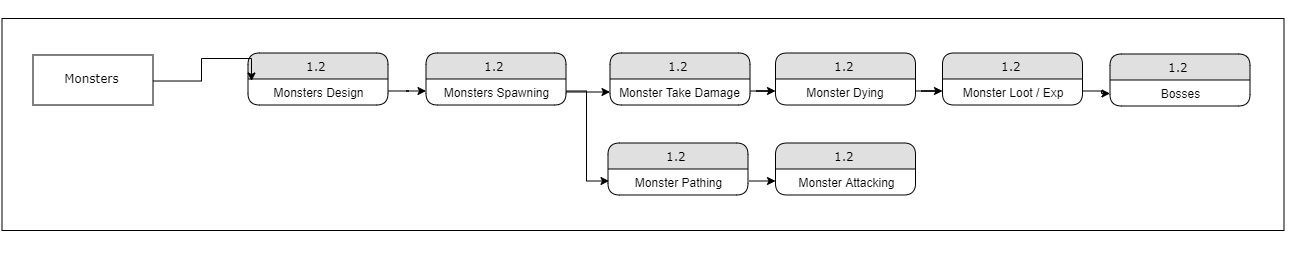 Monsters
1.2
Monsters Design
1.2
Monsters Spawning
1.2
Monster Take Damage
1.2
Monster Dying
1.2
Monster Loot / Exp
1.2
Bosses
1.2
Monster Pathing
1.2
Monster Attacking